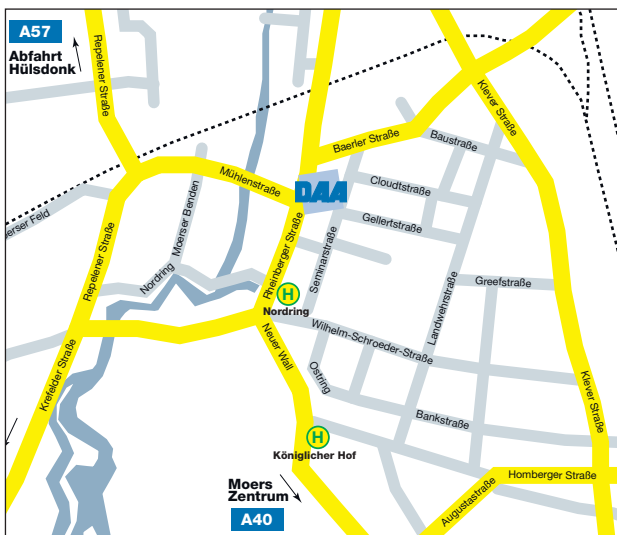 A57
Abfahrt
Hülsdonk
Repelener Straße
Klever Straße
Baerler Straße
Baustraße
Mühlenstraße
DAA
Cloudtstraße
Gellertstraße
Moerser Benden
erser Feld
Repelener Straße
Nordring
Rheinberger Straße
Seminarstraße
Landwehrstraße
Greefstraße
H
Nordring
Wilhelm-Schroeder-Straße
Neuer Wall
Krefelder Straße
Ostring
Klever Straße
Bankstraße
H
Königlicher Hof
Homberger Straße
Augustastraße
Moers
Zentrum
A40